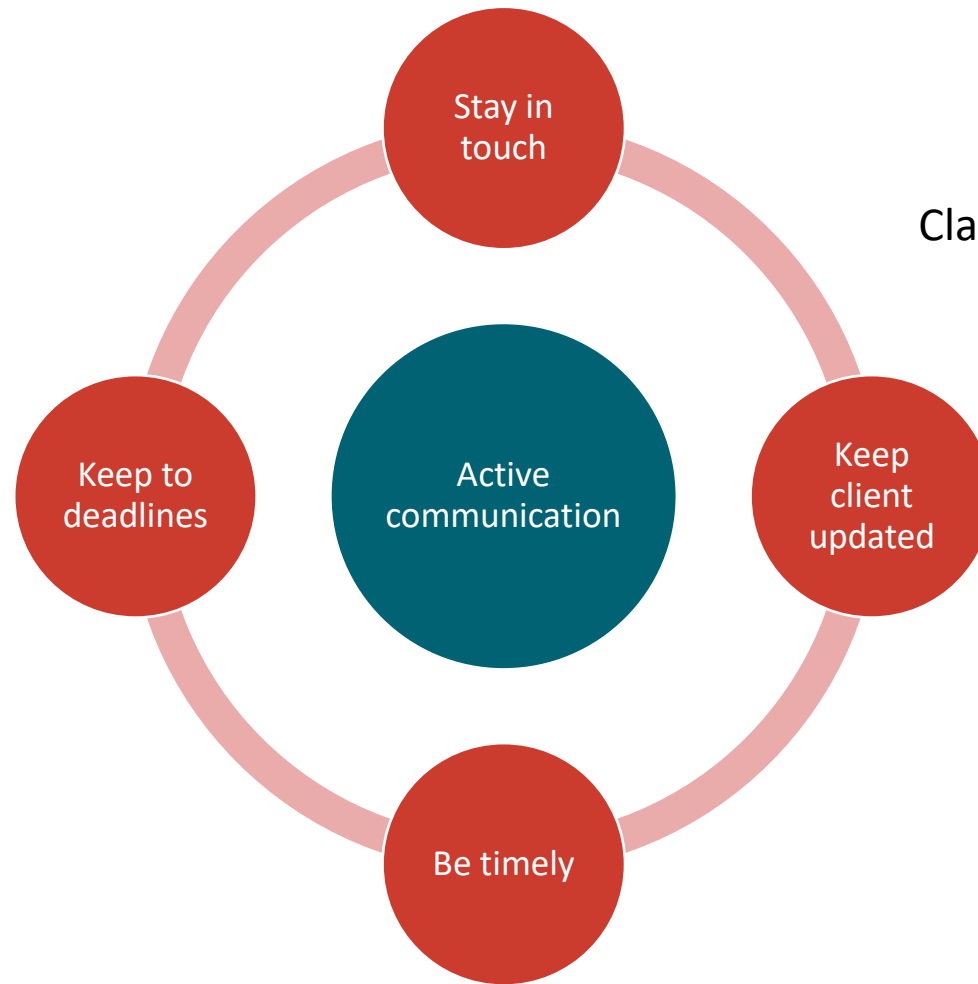 Stay in
touch
Cla
Keep
client
updated
Active
communication
Keep to
deadlines
Be timely